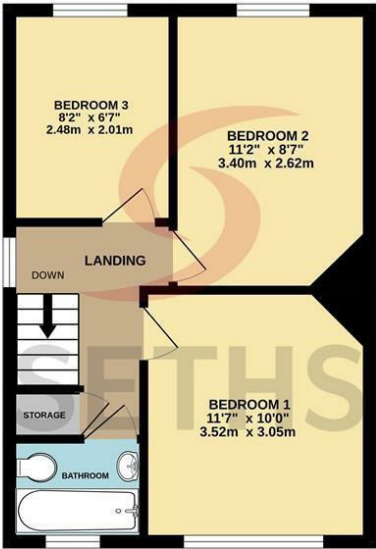 BEDROOM 3
8'2" x 6'7"
2.48m x 2.01m
BEDROOM 2
11'2" x 8'7"
3.40m x 2.62m
LANDING
DOWN
SETHS
STORAGE
BEDROOM 1
11'7" x 10'0"
3.52m x 3.05m
BATHROOM